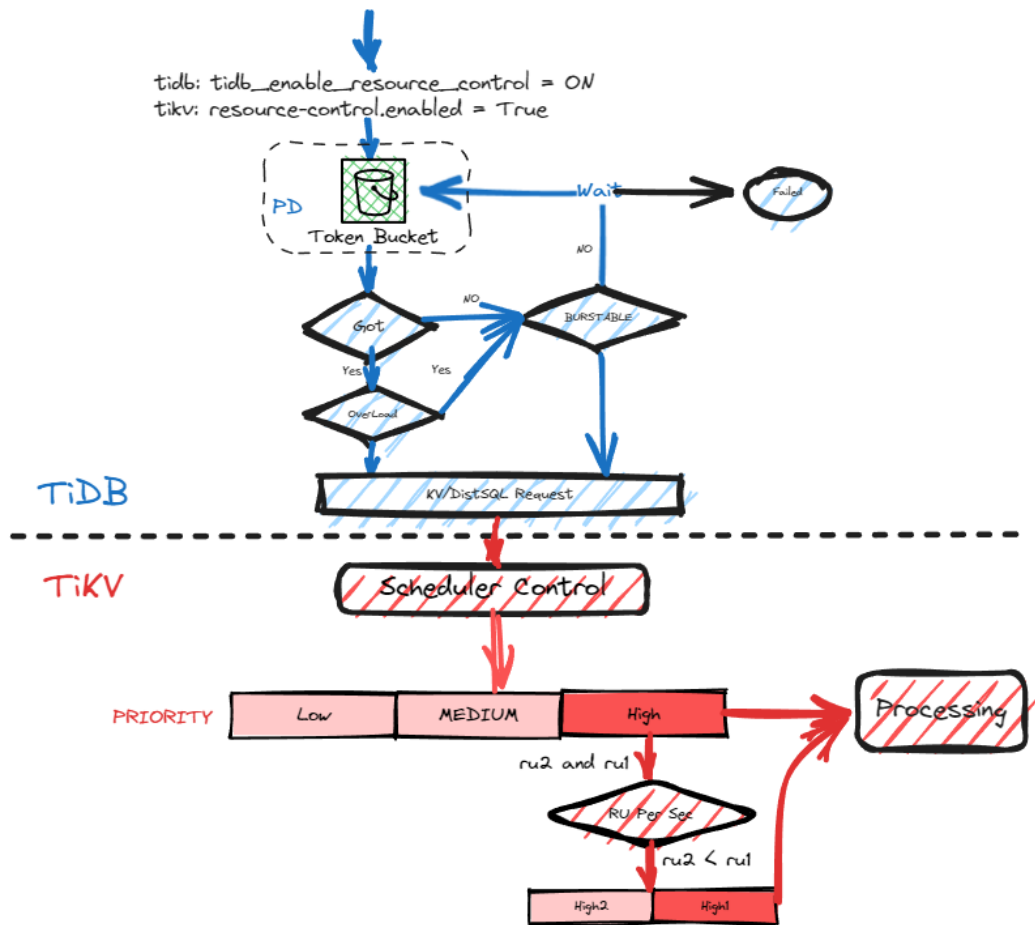 tidb: tidb_enable_resource_control = ON
tikv: resource-control.enabled = True
PD
Token Bucket
Wait
Failed
NO
NO
Got
BURSTABLE
Yes
Yes
OverLoad
TiDB
KV/DistSQL Request
TiKV
Scheduler Control
PRIORITY
Low
MEDIUM
High
Processing
ru2 and ru1
RU Per Sec
ru2 < ru1
High2
High1